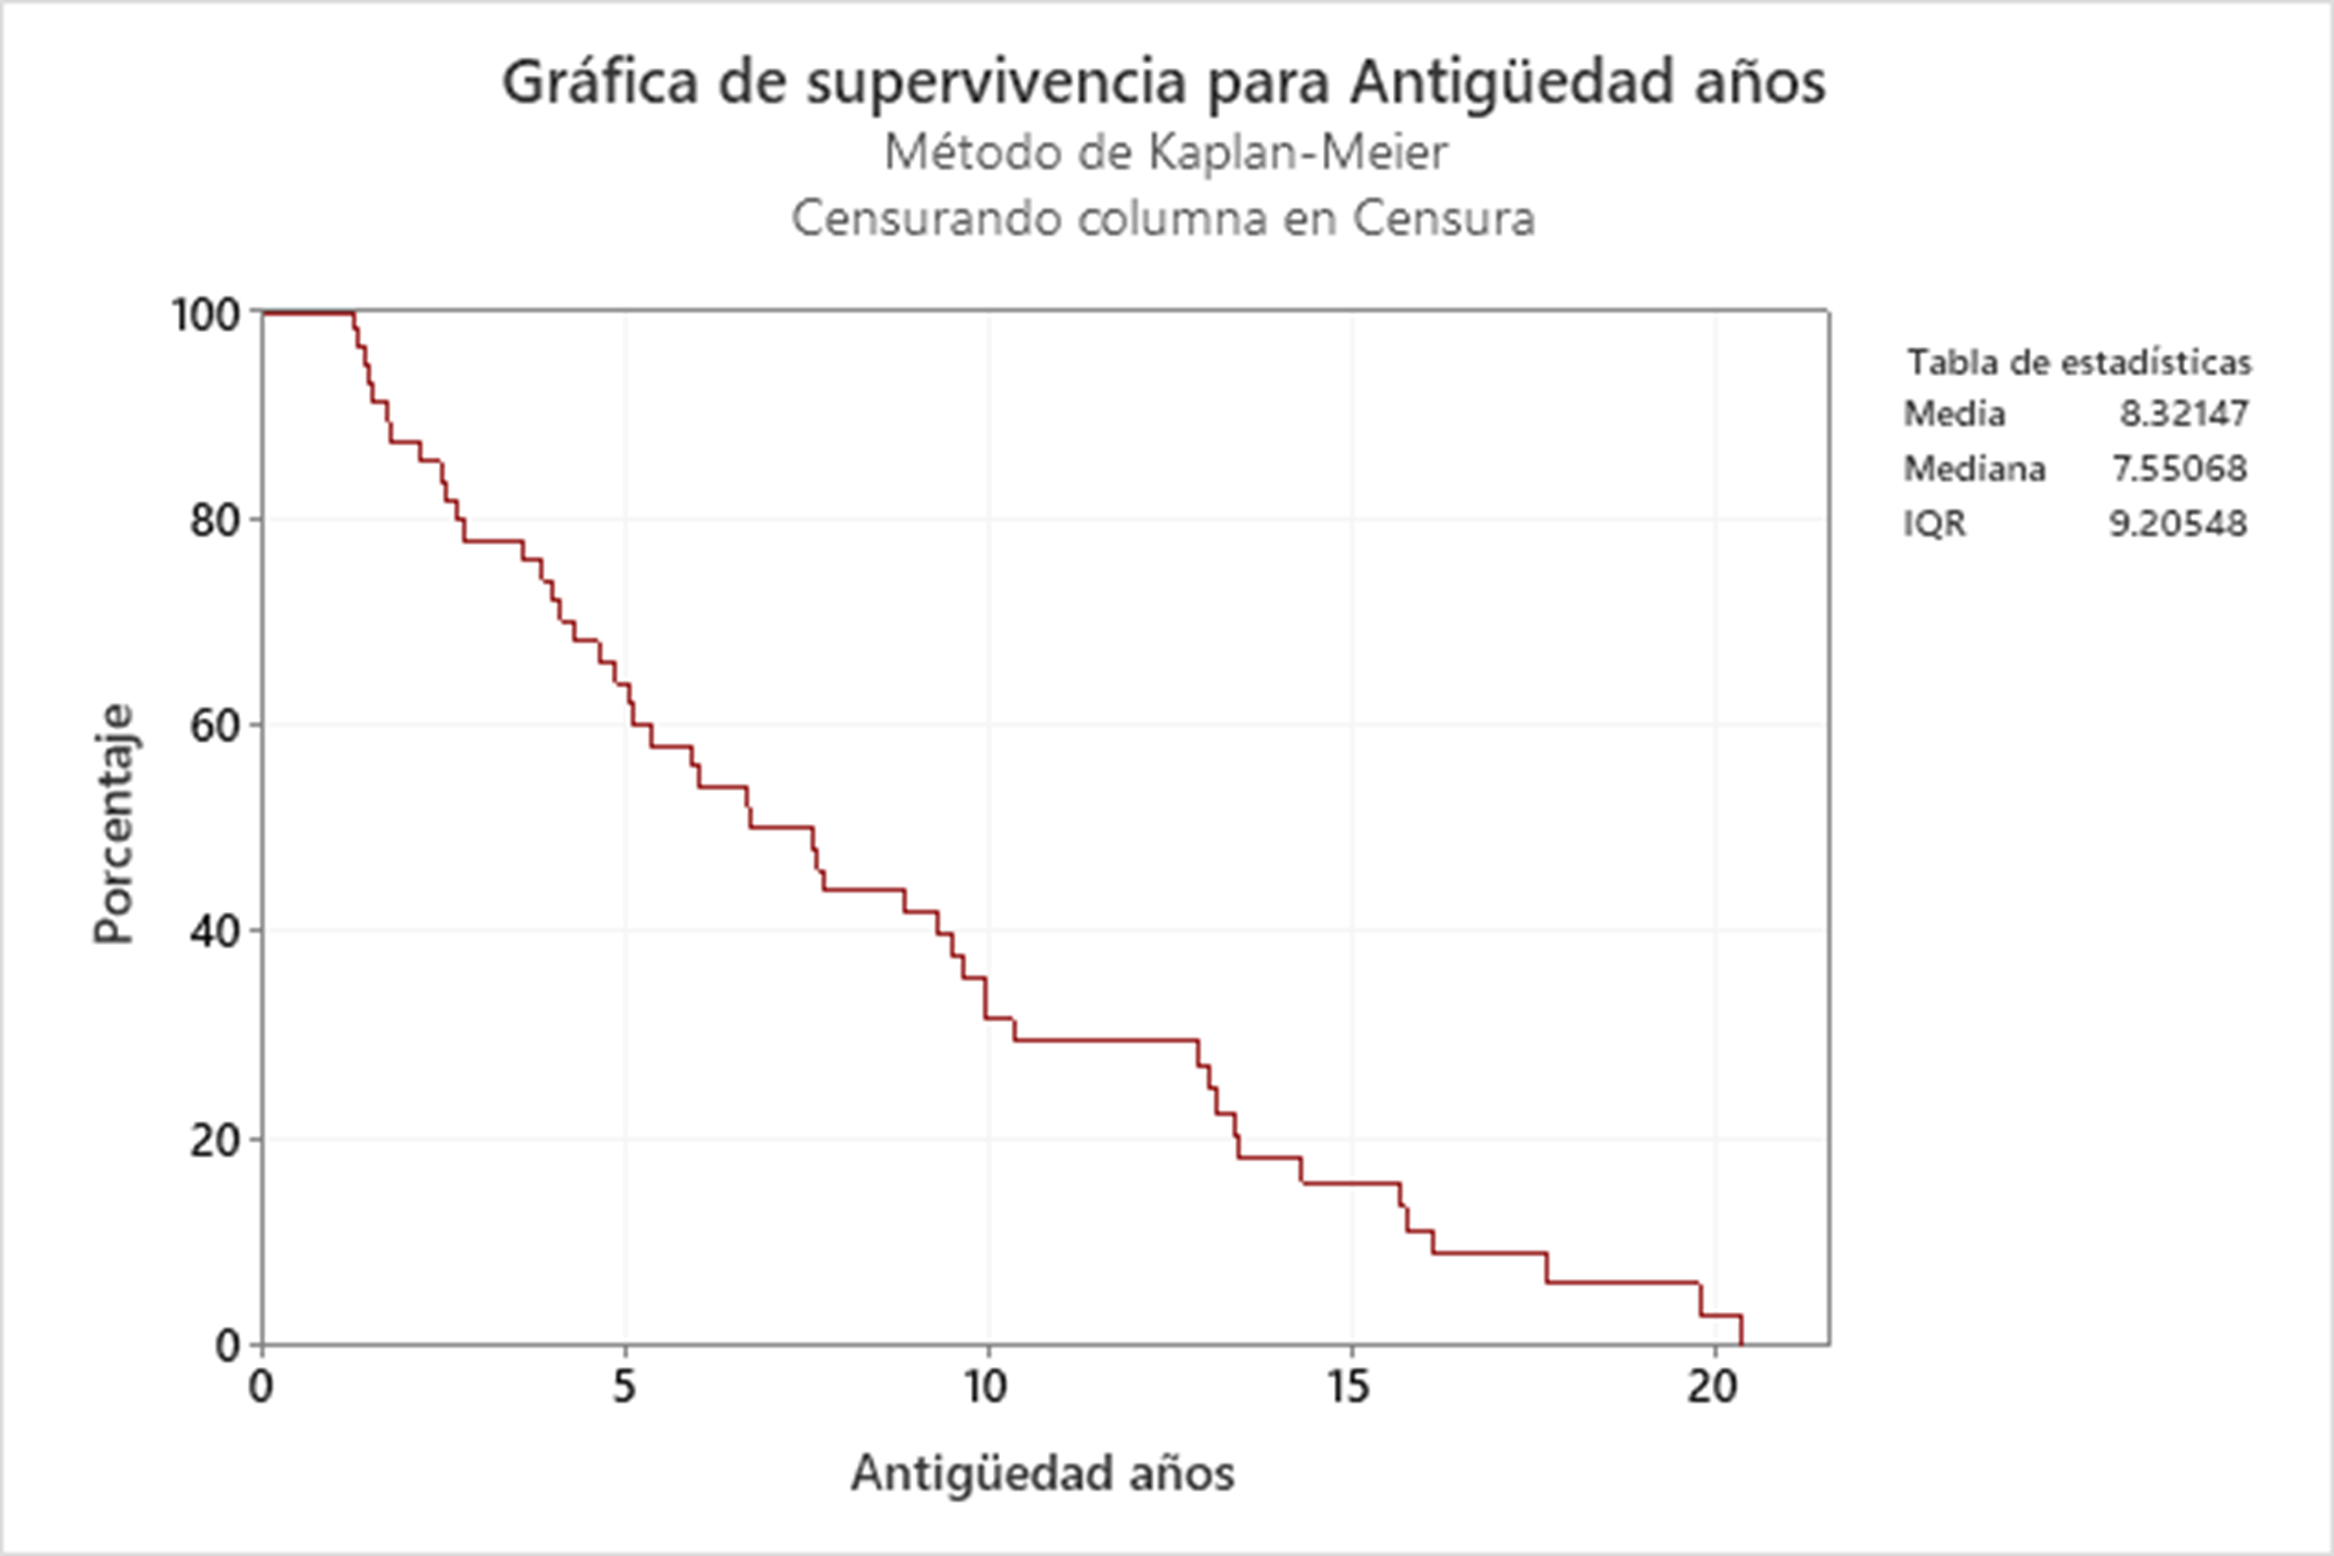 Gráfica de supervivencia para Antigüedad años
Método de Kaplan-Meier
Censurando columna en Censura
100
80
60
40
20
0
Porcentaje
0 5 10 15 20
Antigüedad años
Tabla de estadísticas
Media 8.32147
Mediana 7.55068
IQR 9.20548